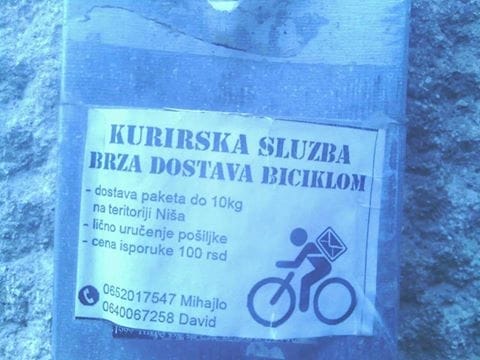 KURIRSKA SLUZBA
BRZA DOSTAVA BICIKLOM
- dostava paketa do 10kg
na teritoriji Niša
- lično uručenje pošiljke
- cena isporuke 100 rsd
0652017547 Mihajlo
0640067258 David